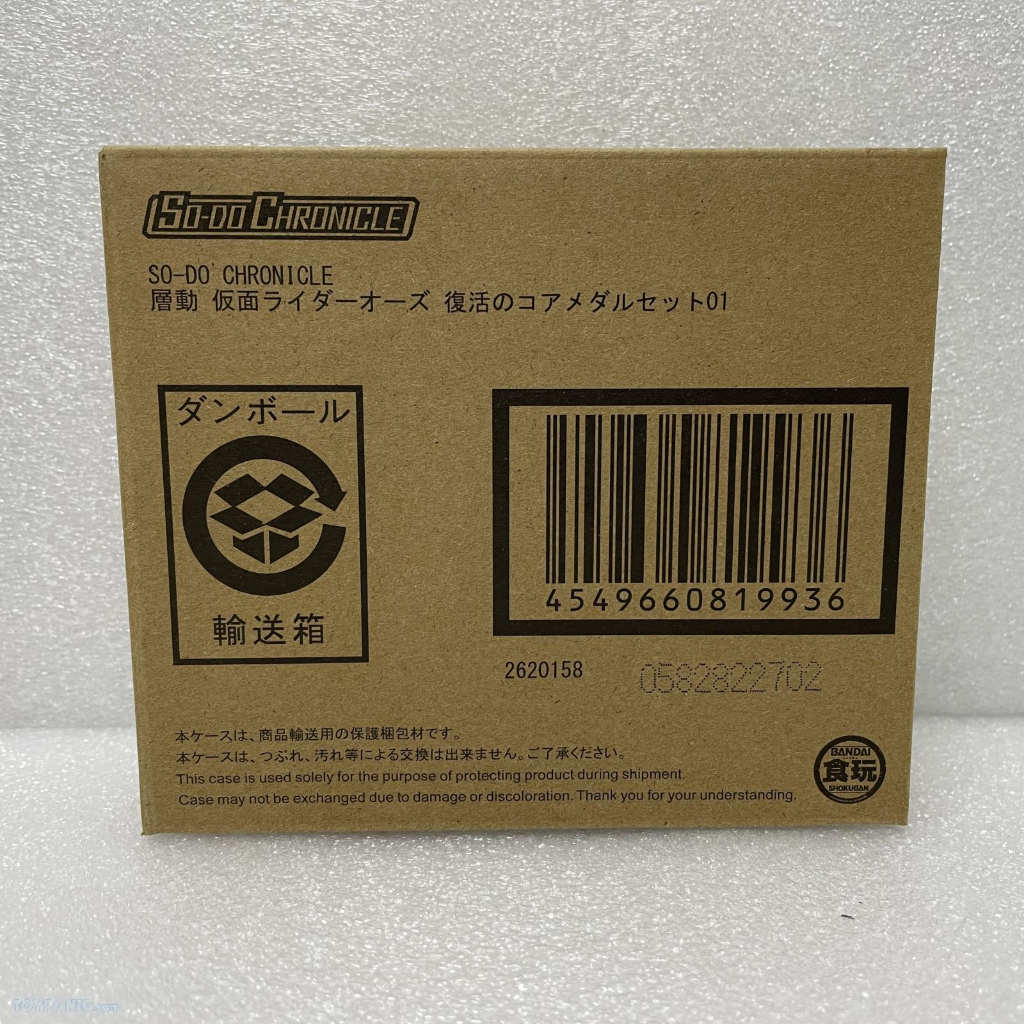 SO-DO CHRONICLE
SO-DO CHRONICLE
層動 仮面ライダーオーズ 復活のコアメダルセット01
ダンボール
輸送箱
4549660819936
2620158
0582822702
本ケースは、商品輸送用の保護梱包材です。
本ケースは、つぶれ、汚れ等による交換は出来ません。ご了承ください。
This case is used solely for the purpose of protecting product during shipment.
Case may not be exchanged due to damage or discoloration. Thank you for your understanding.
BANDAI
食玩
SHOKUGAN